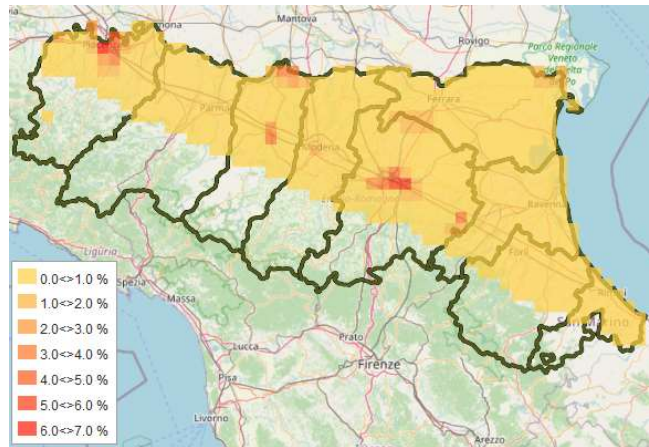 Mantova
Rovigo
Parco Regionale
Veneto
Po
Parma
Ferrara
Modena
Ravenna
Forlì
Liguria
Spezia
Massa
Lucca
Prato
Pisa
Firenze
Livorno
Arezzo
0.0<>1.0 %
1.0<>2.0 %
2.0<>3.0 %
3.0<>4.0 %
4.0<>5.0 %
5.0<>6.0 %
6.0<>7.0 %